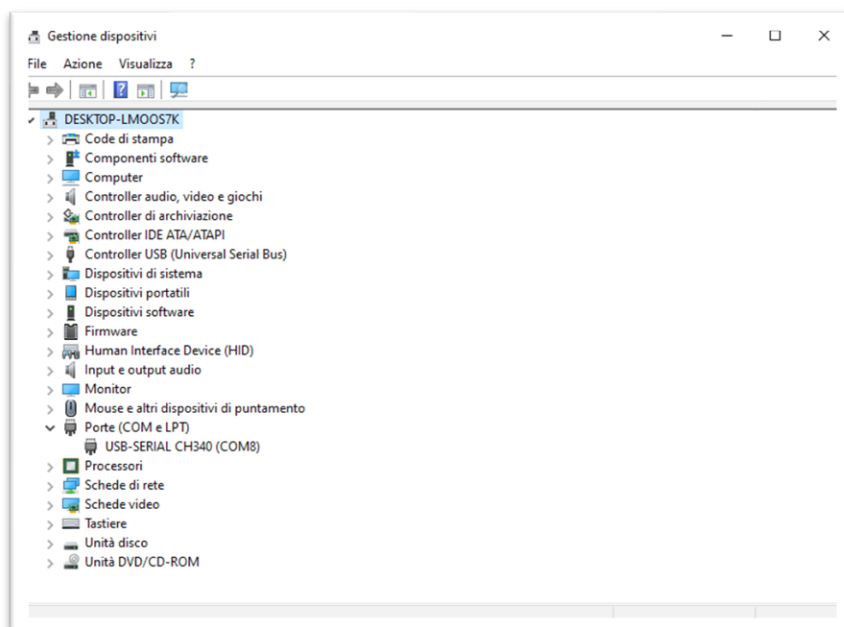 Gestione dispositivi
File Azione Visualizza ?
DESKTOP-LMOOS7K
Code di stampa
Componenti software
Computer
Controller audio, video e giochi
Controller di archiviazione
Controller IDE ATA/ATAPI
Controller USB (Universal Serial Bus)
Dispositivi di sistema
Dispositivi portatili
Dispositivi software
Firmware
Human Interface Device (HID)
Input e output audio
Monitor
Mouse e altri dispositivi di puntamento
Porte (COM e LPT)
USB-SERIAL CH340 (COM8)
Processori
Schede di rete
Schede video
Tastiere
Unità disco
Unità DVD/CD-ROM